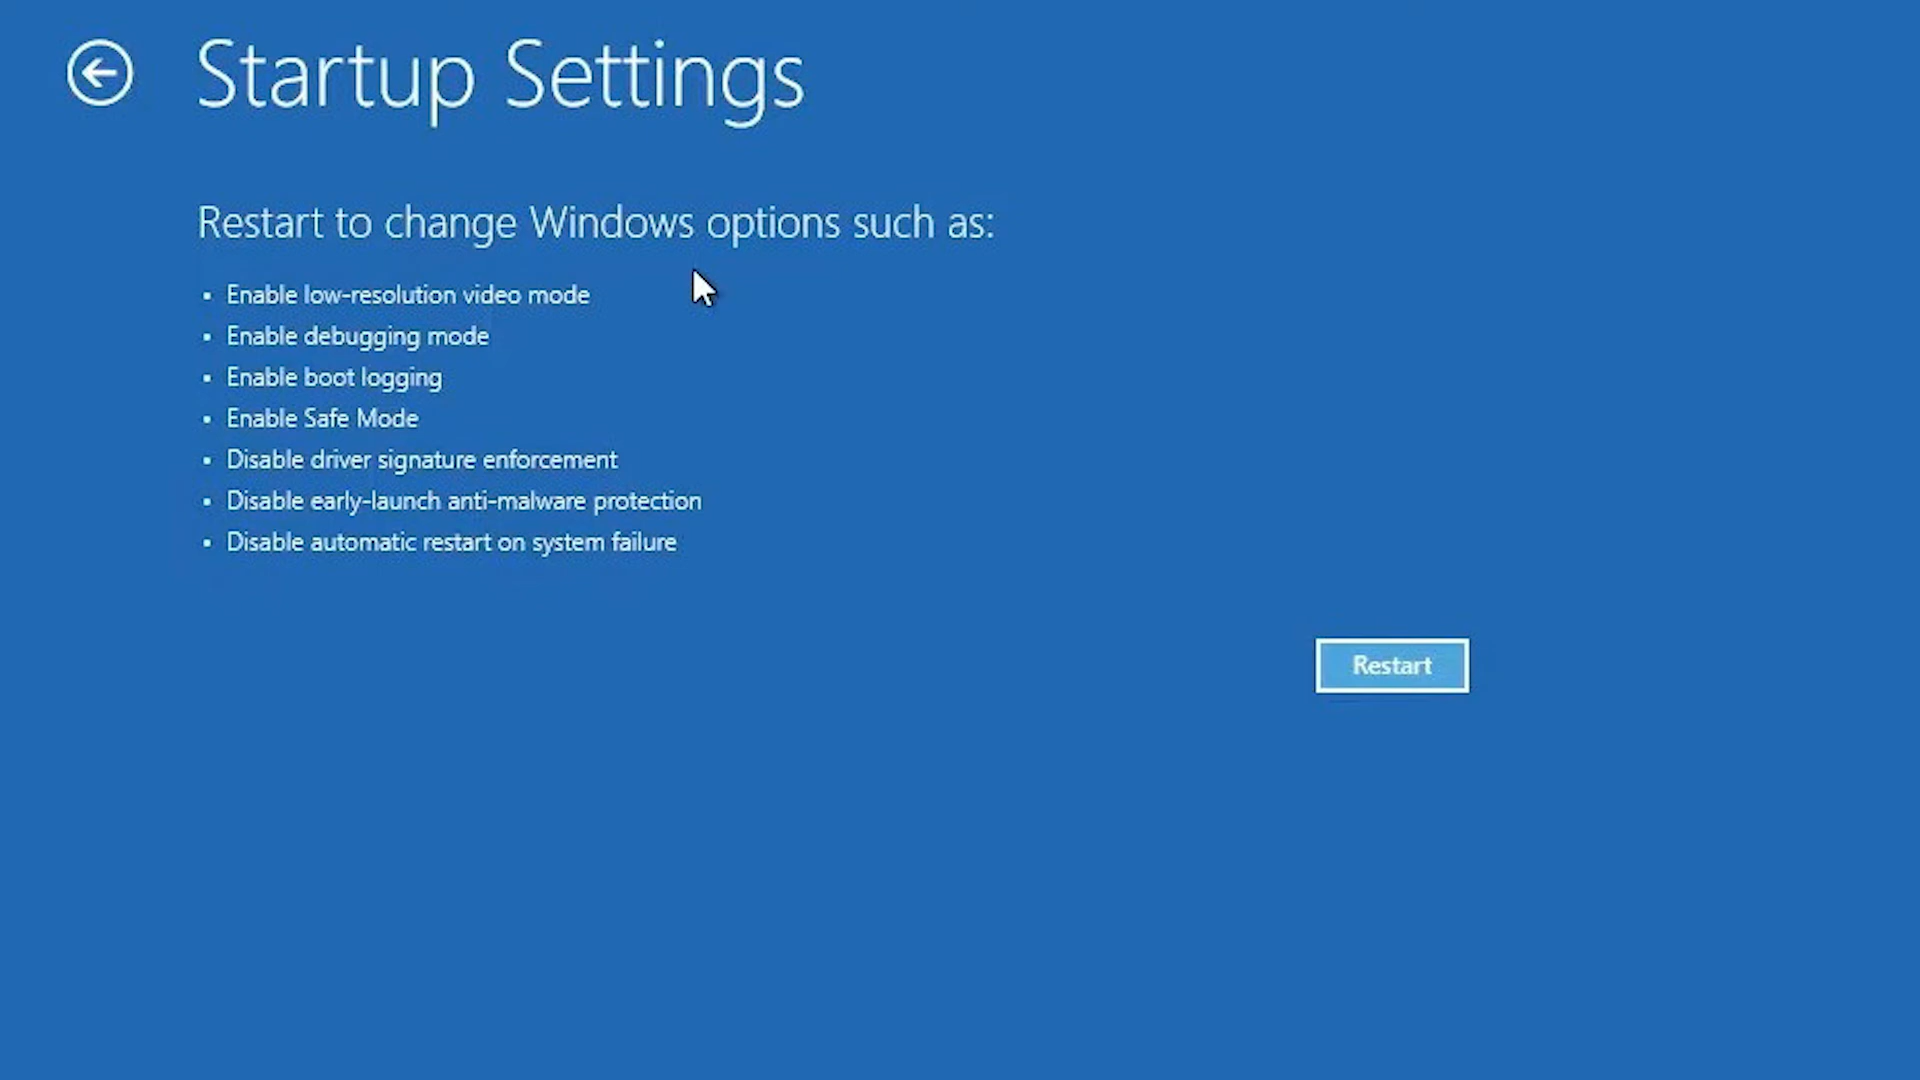 Startup Settings
Restart to change Windows options such as:
Enable low-resolution video mode
Enable debugging mode
Enable boot logging
Enable Safe Mode
Disable driver signature enforcement
Disable early-launch anti-malware protection
Disable automatic restart on system failure
Restart